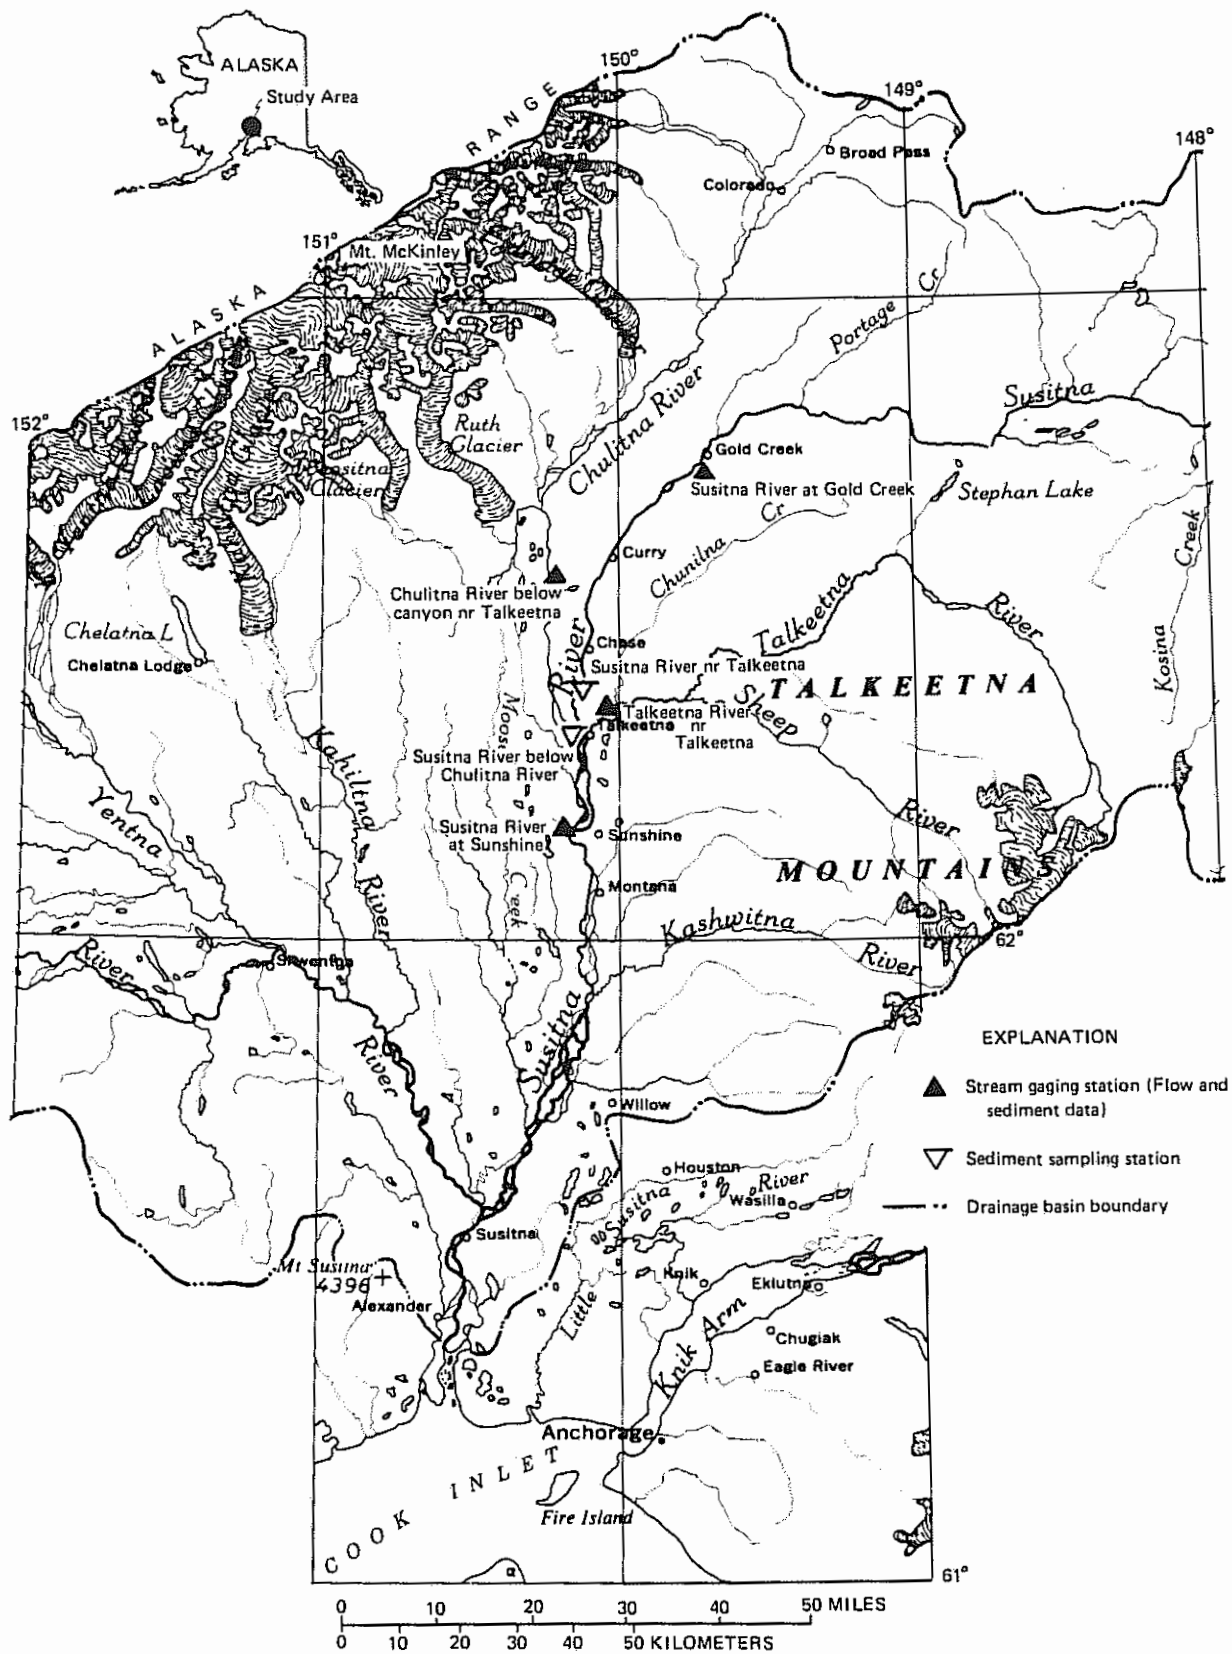 ALASKA
Study Area
150°
149°
148°
ALASKA RANGE
Broad Pass
Colorado
151°
Mt. McKinley
Portage Cr
152°
Ruth
Glacier
Chulitna River
Susitna
Gold Creek
Susitna River at Gold Creek
Stephan Lake
Glacier
Cr
Chunilna
Curry
Creek
Kosina
Chulitna River below
canyon nr Talkeetna
Talkeetna
River
Chelatna L
Chelatna Lodge
River
Chase
Susitna River nr Talkeetna
TALKEETNA
Moose
Sheep
Talkeetna River
Talkeetna nr
Talkeetna
Susitna River below
Chulitna River
Kahiltna
Yentna
River
Susitna River
at Sunshine
Sunshine
MOUNTAINS
Montana
Creek
River
Kashwitna
62°
River
River
Skwentna
Susitna
River
EXPLANATION
Stream gaging station (Flow and
sediment data)
Willow
Sediment sampling station
Houston
River
Susitna
Wasilla
Drainage basin boundary
Susitna
Mt Susitna
4396
Knik
Eklutna
Alexander
Little
Knik Arm
Chugiak
Eagle River
Anchorage
COOK INLET
Fire Island
61°
0 10 20 30 40 50 MILES
0 10 20 30 40 50 KILOMETERS